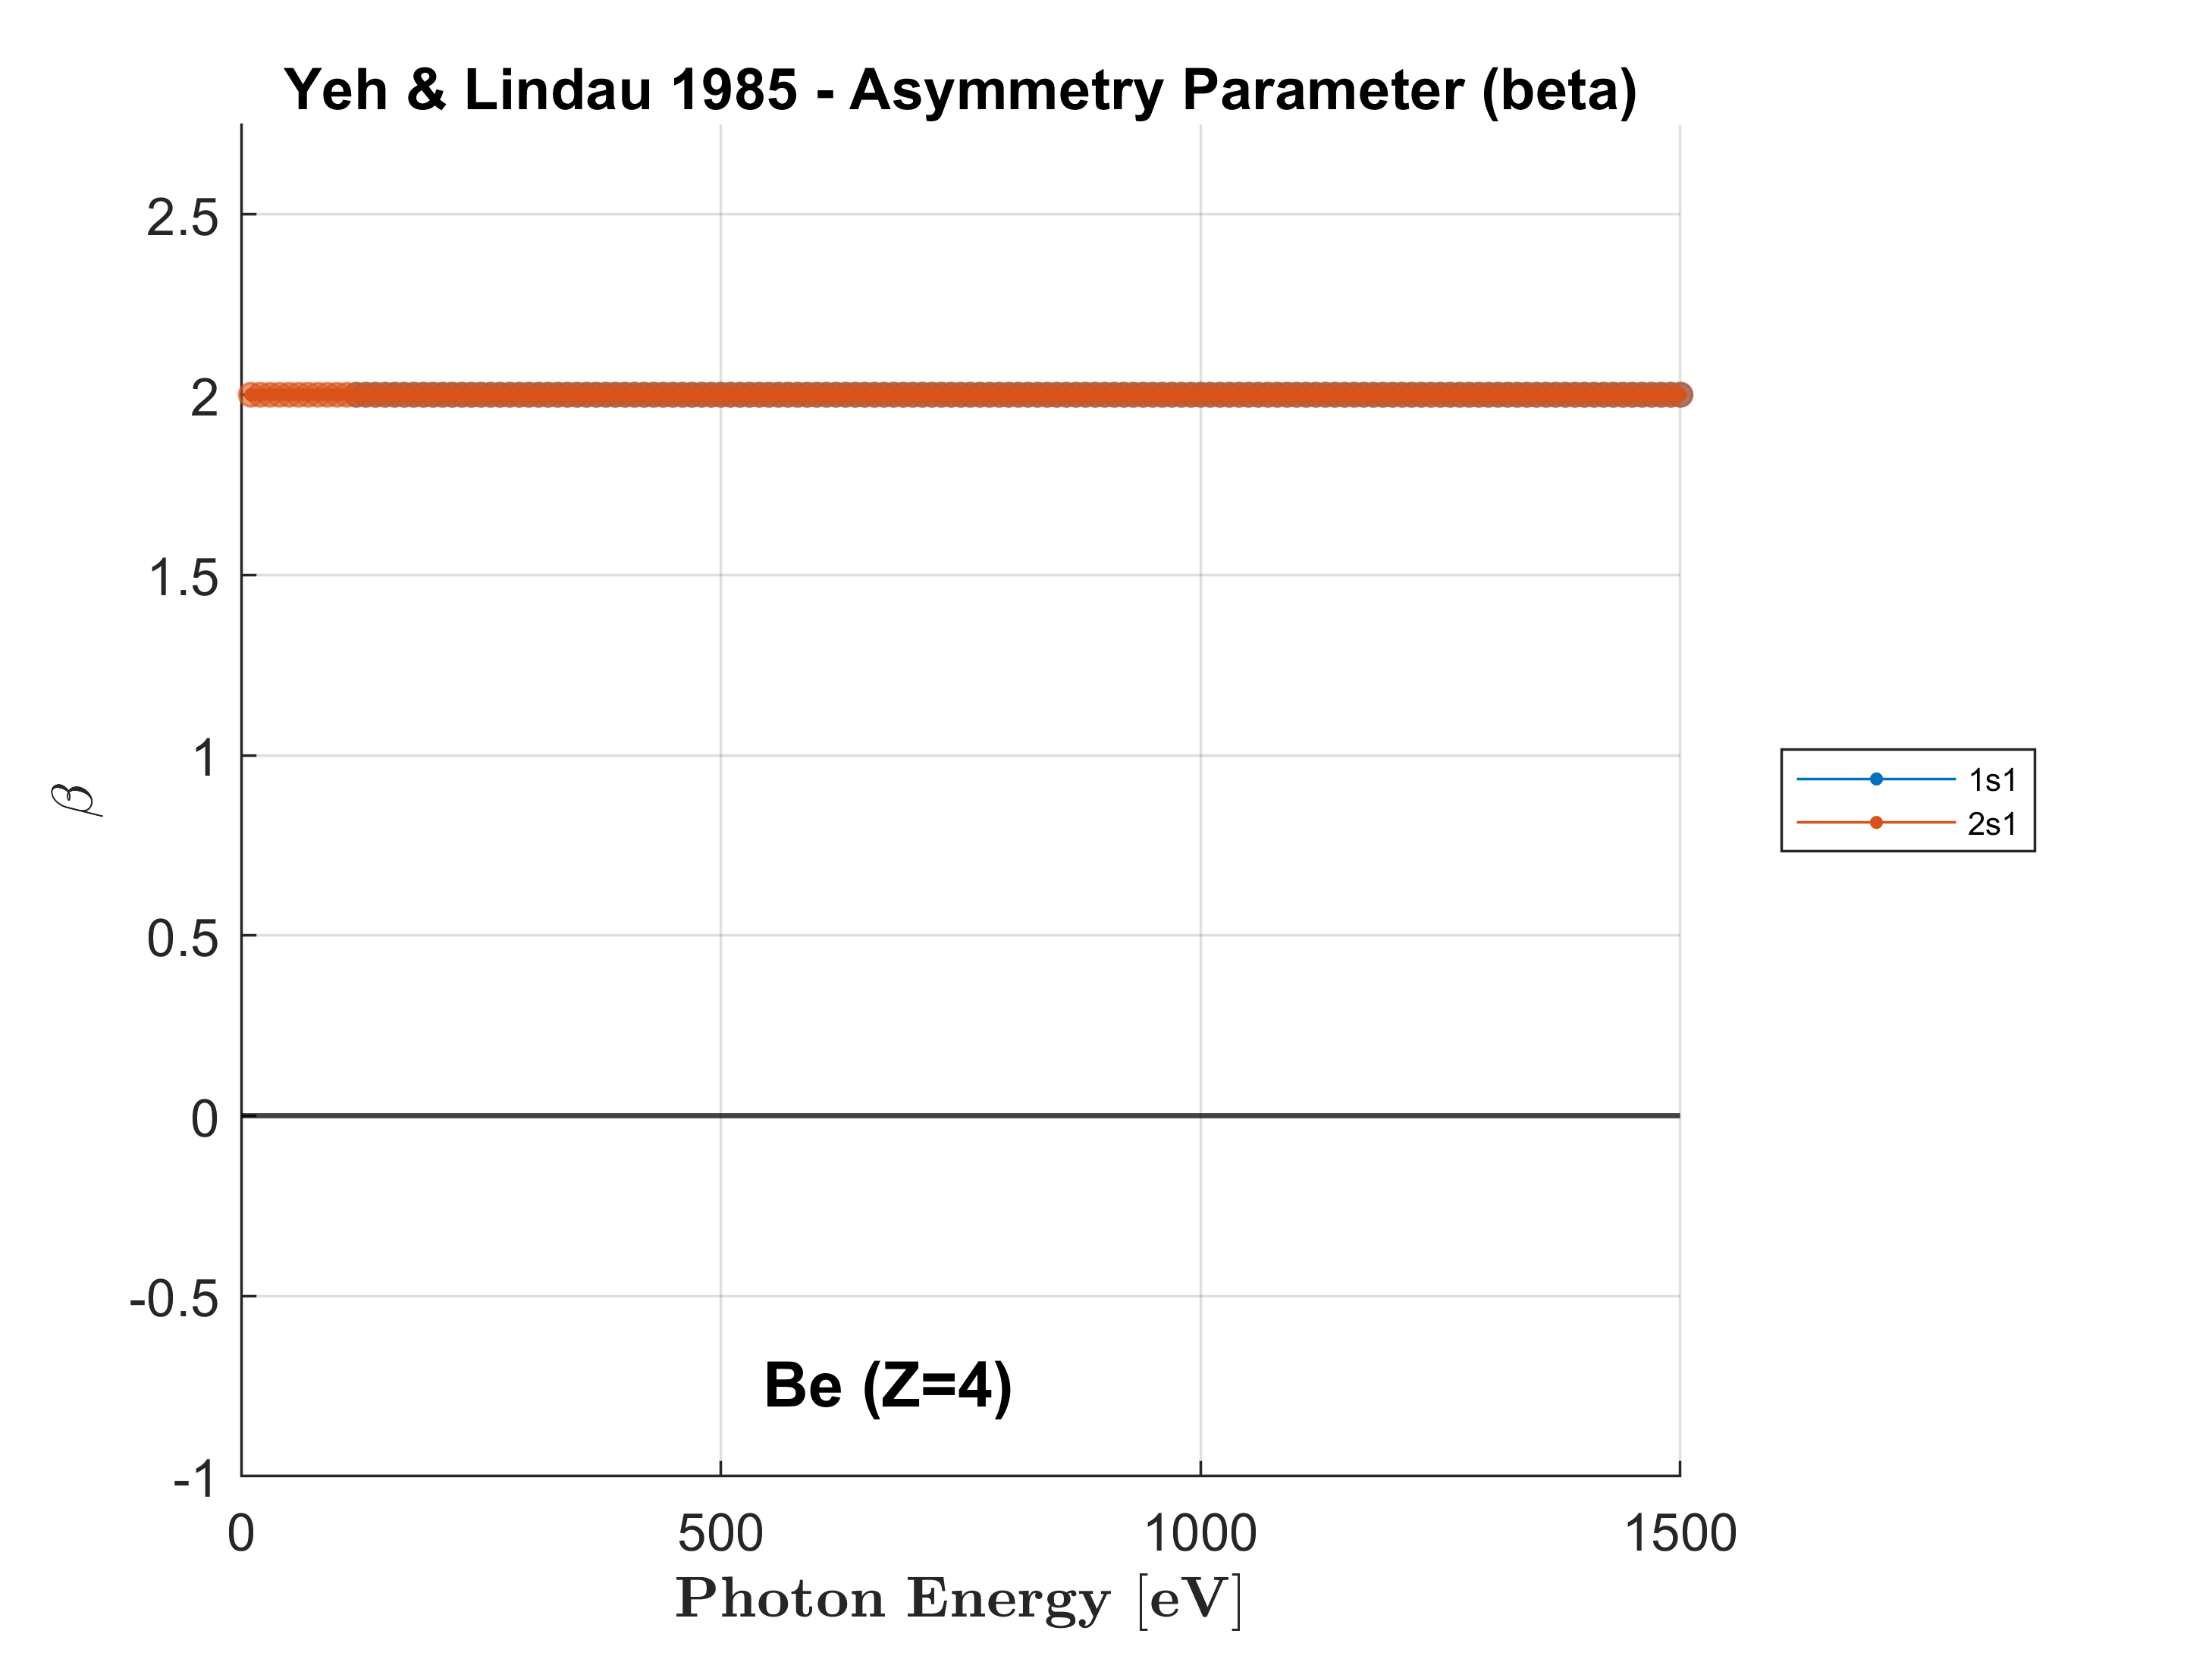 Yeh & Lindau 1985 - Asymmetry Parameter (beta)
2.5
2
1.5
1
0.5
0
-0.5
-1
β
1s1
2s1
Be (Z=4)
0 500 1000 1500
Photon Energy [eV]